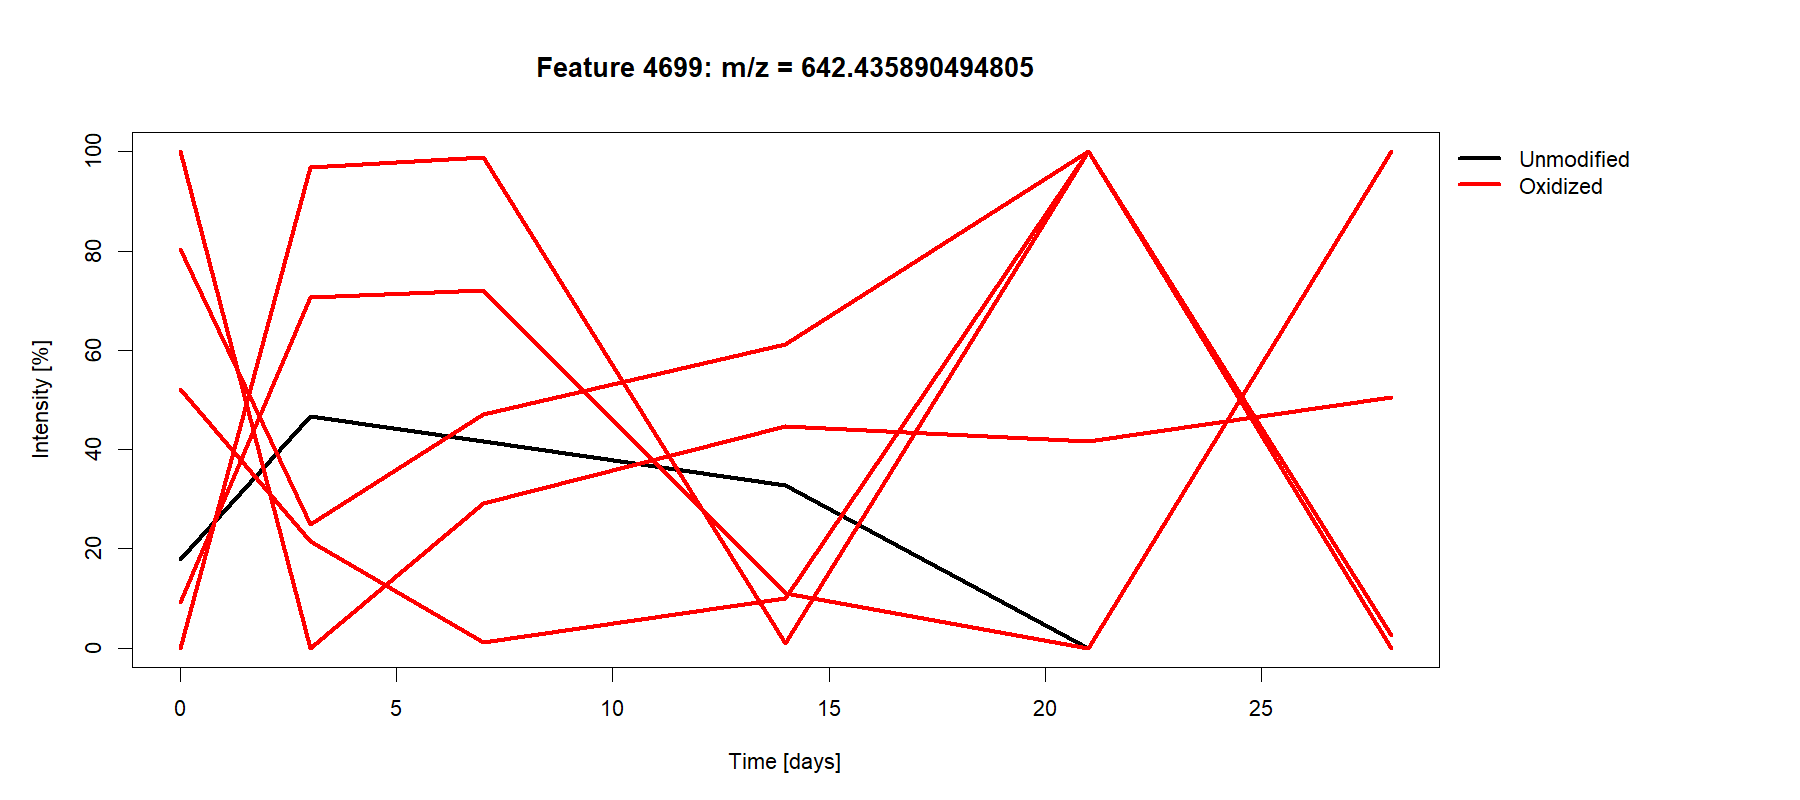 Feature 4699: m/z = 642.435890494805
Unmodified
Oxidized
Intensity [%]
100
80
60
40
20
0
0 5 10 15 20 25
Time [days]